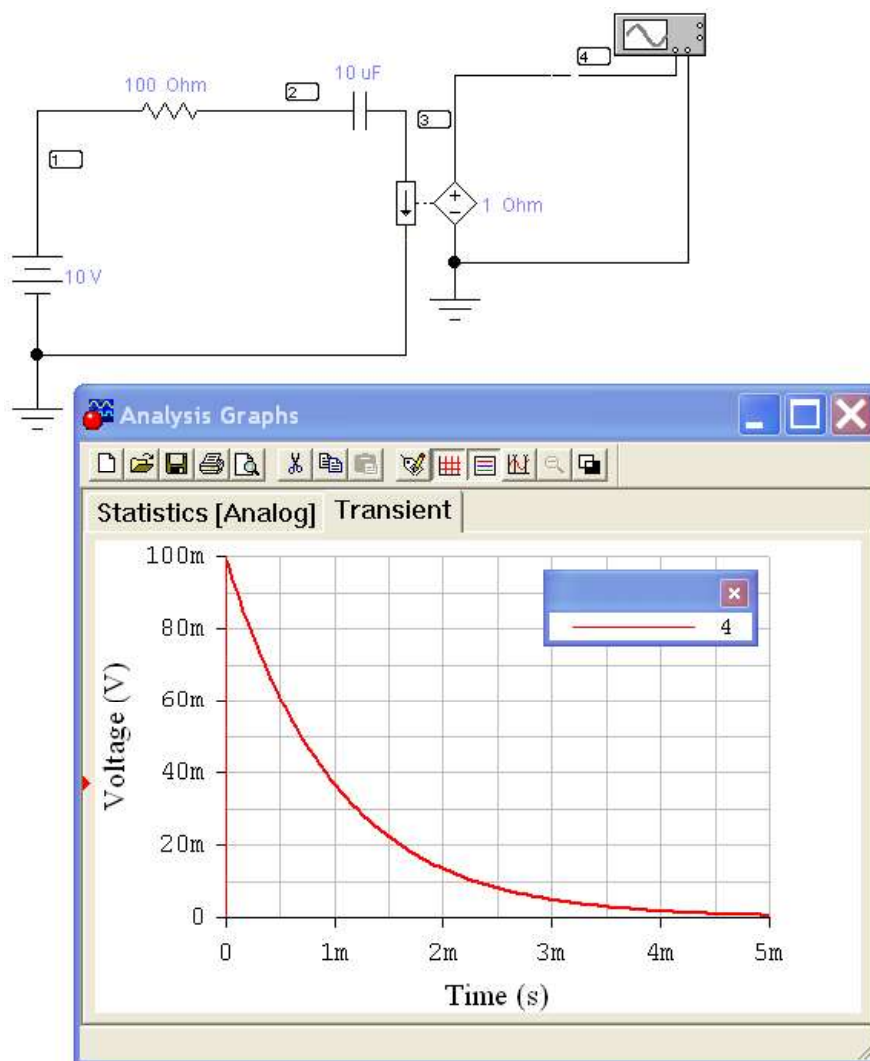 4
10 uF
100 Ohm
2
3
1
1 Ohm
10 V
Analysis Graphs
Statistics [Analog] Transient
100m
80m
60m
40m
20m
0
Voltage (V)
4
0 1m 2m 3m 4m 5m
Time (s)